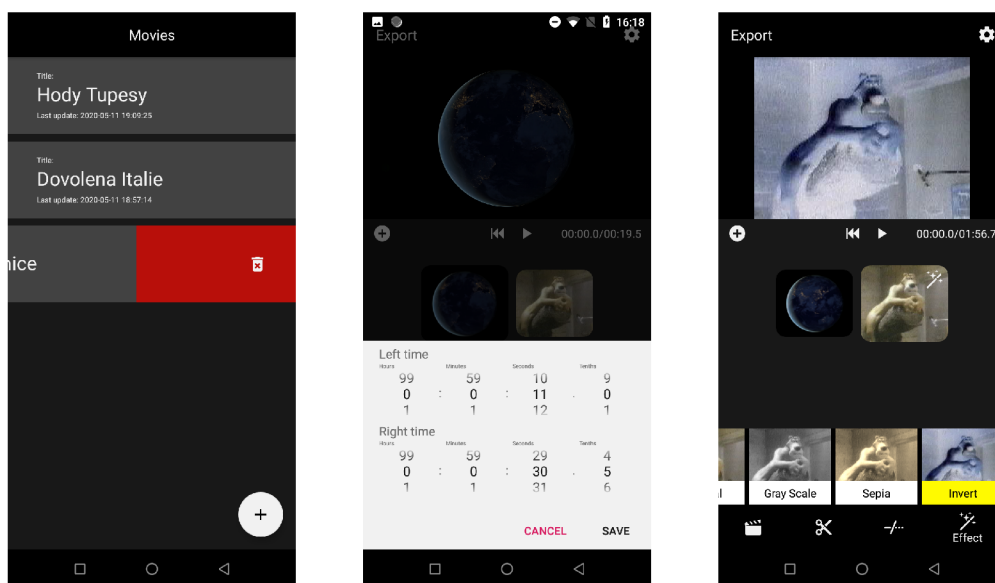 Movies
Title:
Hody Tupesy
Last update: 2020-05-11 19:09:25
Title:
Dovolena Italie
Last update: 2020-05-11 18:57:14
nice
+
16:18
Export
00:00.0/00:19.5
Left time
Hours Minutes Seconds Tenths
99 59 10 9
0 : 0 : 11 . 0
1 1 12 1
Right time
Hours Minutes Seconds Tenths
99 59 29 4
0 : 0 : 30 . 5
1 1 31 6
CANCEL SAVE
Export
00:00.0/01:56.7
l Gray Scale Sepia Invert
Effect